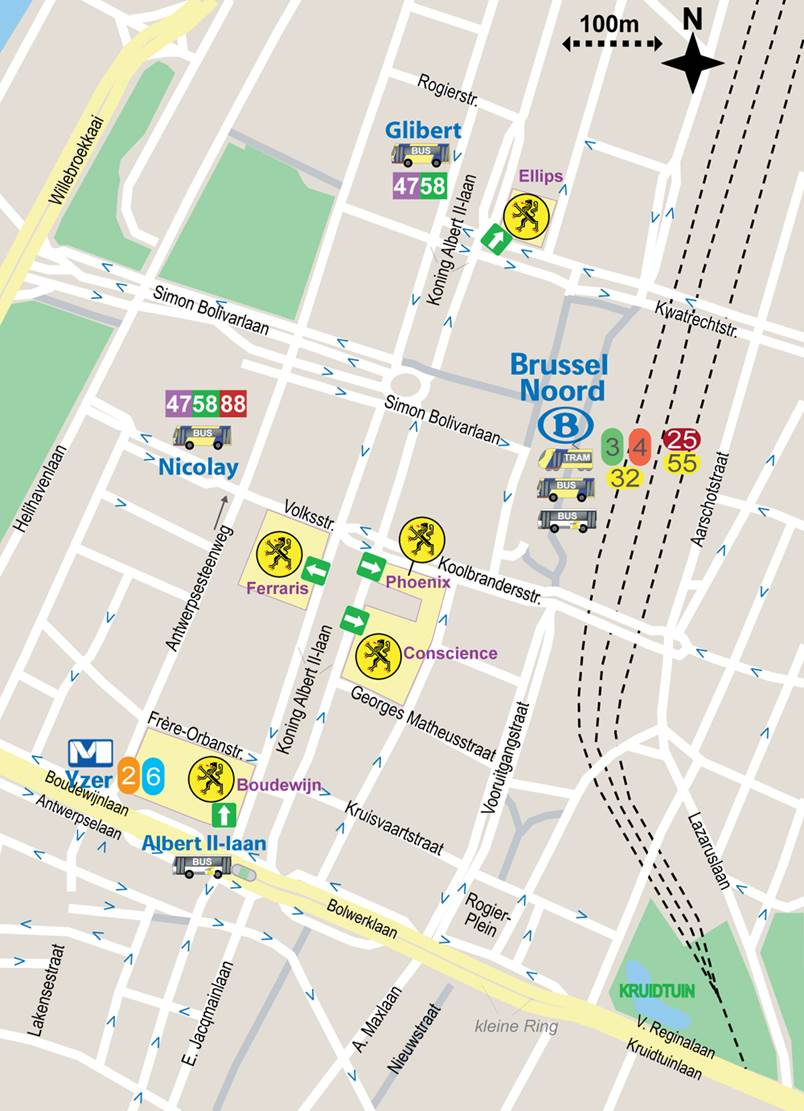 100m
N
Rogierstr.
Glibert
BUS
47 58
Ellips
Willebroekkaai
Koning Albert II-laan
Simon Bolivarlaan
Kwatrechtstr.
Brussel
Noord
B
Simon Bolivarlaan
47 58 88
BUS
Nicolay
TRAM
3 4
25
32
55
BUS
BUS
Helihavenlaan
Aarschotstraat
Volksstr.
Antwerpsesteenweg
Ferraris
Phoenix
Koolbrandersstr.
Koning Albert II-laan
Conscience
Georges Matheusstraat
Vooruitgangstraat
Frère-Orbanstr.
M
Yzer
2 6
Boudewijn
Boudewijnlaan
Antwerpselaan
Albert II-laan
BUS
Kruisvaartstraat
Lazaruslaan
Bolwerklaan
Rogier-
Plein
Lakensestraat
E. Jacqmainlaan
A. Maxlaan
Nieuwstraat
kleine Ring
KRUIDTUIN
V. Reginalaan
Kruidtuinlaan